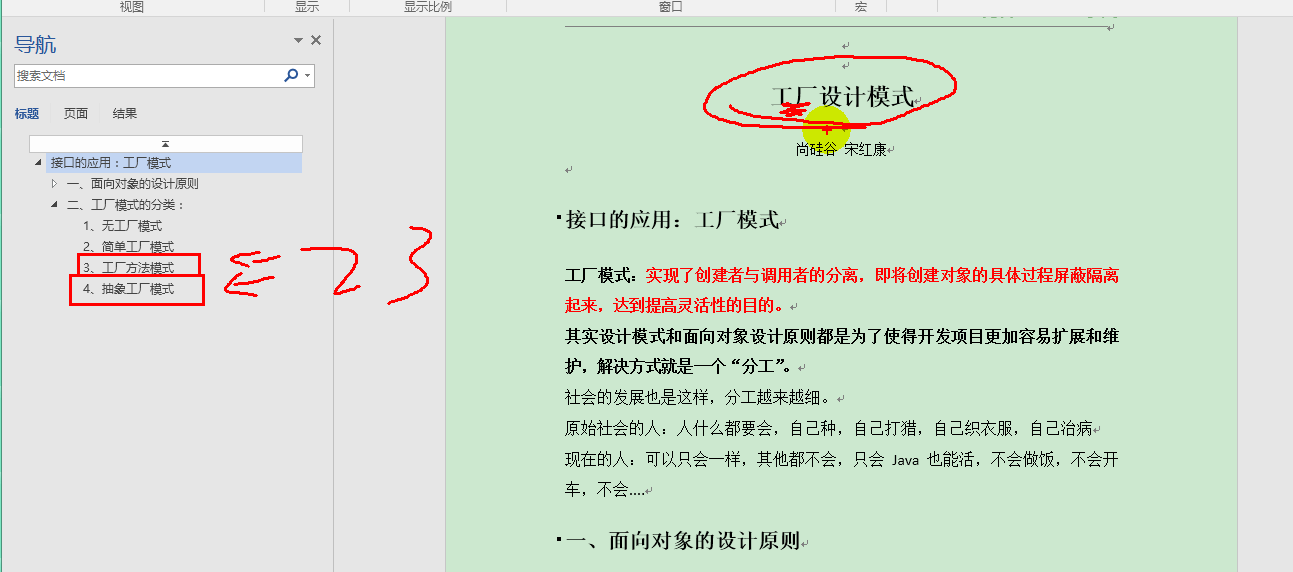 视图 显示 显示比例 窗口 宏
导航
搜索文档
标题 页面 结果
接口的应用：工厂模式
一、面向对象的设计原则
二、工厂模式的分类：
1、无工厂模式
2、简单工厂模式
3、工厂方法模式
4、抽象工厂模式
23
工厂设计模式
尚硅谷 宋红康
接口的应用：工厂模式
工厂模式：实现了创建者与调用者的分离，即将创建对象的具体过程屏蔽隔离
起来，达到提高灵活性的目的。
其实设计模式和面向对象设计原则都是为了使得开发项目更加容易扩展和维
护，解决方式就是一个“分工”。
社会的发展也是这样，分工越来越细。
原始社会的人：人什么都要会，自己种，自己打猎，自己织衣服，自己治病
现在的人：可以只会一样，其他都不会，只会 Java 也能活，不会做饭，不会开
车，不会....
一、面向对象的设计原则